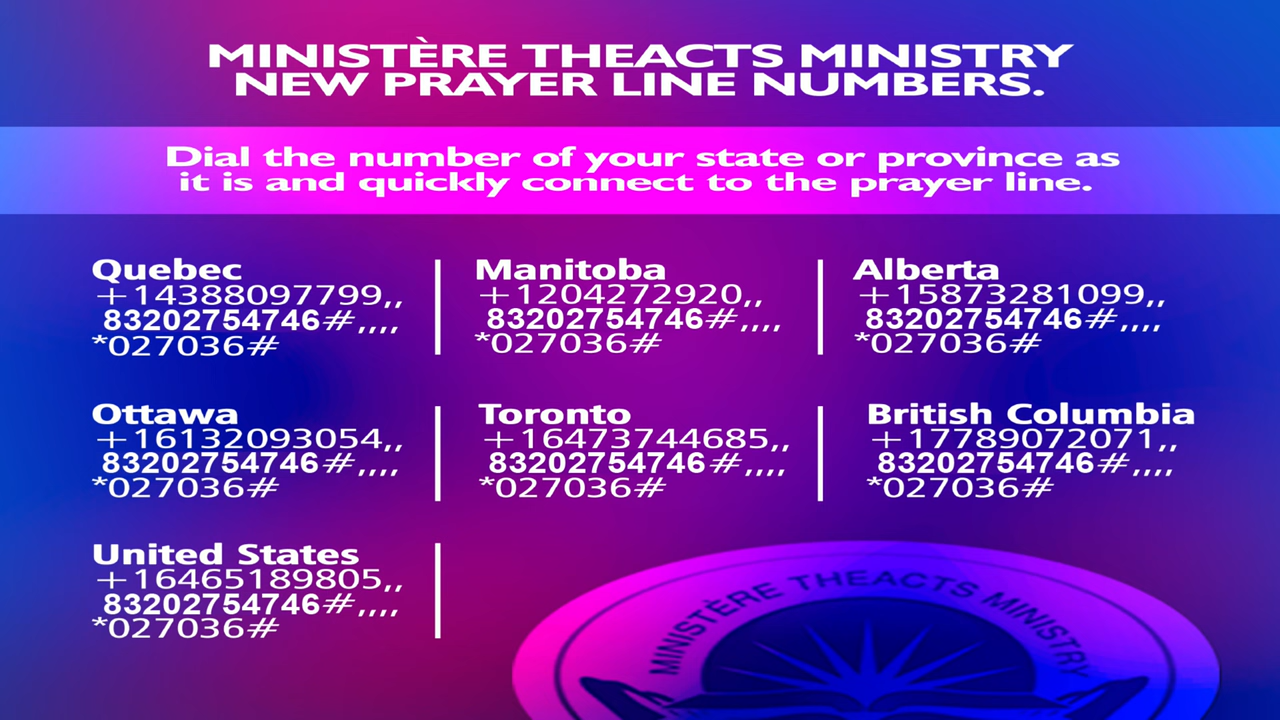 MINISTÈRE THEACTS MINISTRY
NEW PRAYER LINE NUMBERS.
Dial the number of your state or province as
it is and quickly connect to the prayer line.
Quebec
+14388097799,,
83202754746#,,,,
*027036#
Manitoba
+1204272920,,
83202754746#,,,,
*027036#
Alberta
+15873281099,,
83202754746#,,,,
*027036#
Ottawa
+16132093054,,
83202754746#,,,,
*027036#
Toronto
+16473744685,,
83202754746#,,,,
*027036#
British Columbia
+17789072071,,
83202754746#,,,,
*027036#
United States
+16465189805,,
83202754746#,,,,
*027036#
MINISTÈRE THEACTS MINISTRY